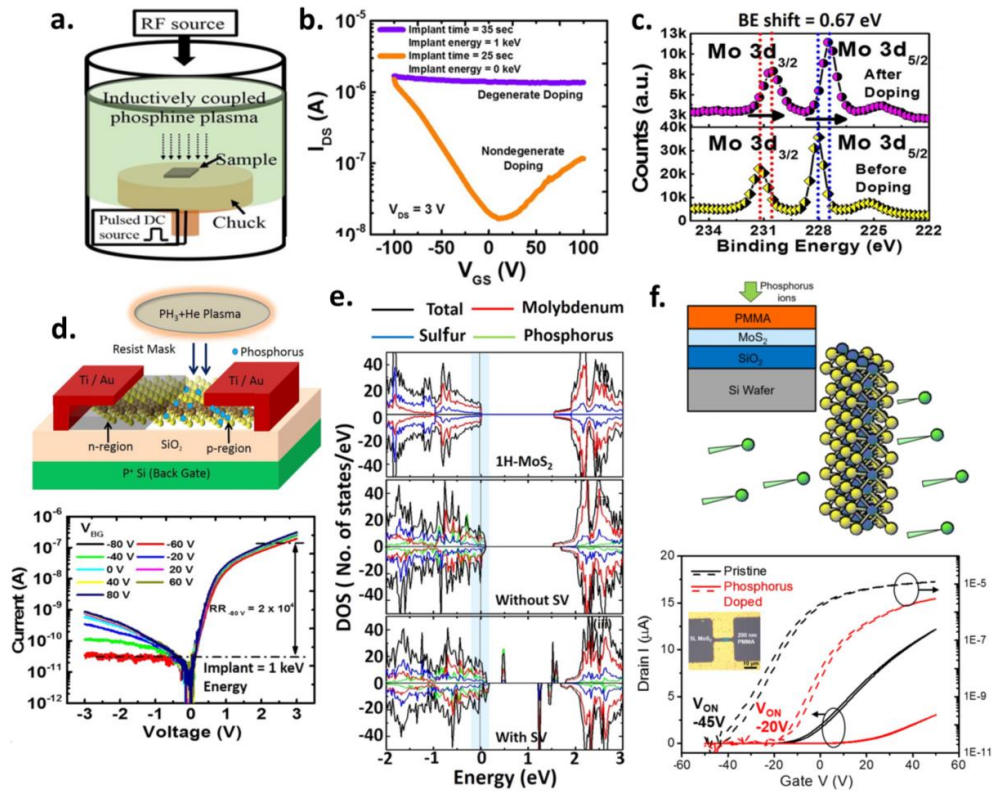 a.
RF source
Inductively coupled
phosphine plasma
Sample
Chuck
Pulsed DC
source
b.
Implant time = 35 sec
Implant energy = 1 keV
Implant time = 25 sec
Implant energy = 0 keV
Degenerate Doping
Nondegenerate
Doping
V_DS = 3 V
I_DS (A)
10^-5
10^-6
10^-7
10^-8
-100 -50 0 50 100
V_GS (V)
c.
BE shift = 0.67 eV
Mo 3d_3/2 Mo 3d_5/2
After
Doping
Mo 3d_3/2 Mo 3d_5/2
Before
Doping
Counts (a.u.)
13k
10k
8k
5k
3k
40k
30k
20k
10k
0
234 231 228 225 222
Binding Energy (eV)
d.
PH3+He Plasma
Resist Mask
Phosphorus
Ti / Au
Ti / Au
n-region
SiO2
p-region
P+ Si (Back Gate)
V_BG
-80 V -60 V
-40 V -20 V
0 V 20 V
40 V 60 V
80 V
RR_-80 V = 2 x 10^4
Implant = 1 keV
Energy
Current (A)
10^-6
10^-7
10^-8
10^-9
10^-10
10^-11
10^-12
-3 -2 -1 0 1 2 3
Voltage (V)
e.
Total Molybdenum
Sulfur Phosphorus
DOS ( No. of states/eV)
40
20
0
-20
-40
1H-MoS2
40
20
0
-20
-40
Without SV
40
20
0
-20
-40
With SV
-2 -1 0 1 2 3
Energy (eV)
f.
Phosphorus
ions
PMMA
MoS2
SiO2
Si Wafer
Pristine
Phosphorus
Doped
SL MoS2
200 nm
PMMA
10 µm
V_ON
-45V
V_ON
-20V
Drain I (µA)
20
15
10
5
0
1E-5
1E-7
1E-9
1E-11
-60 -40 -20 0 20 40 60
Gate V (V)